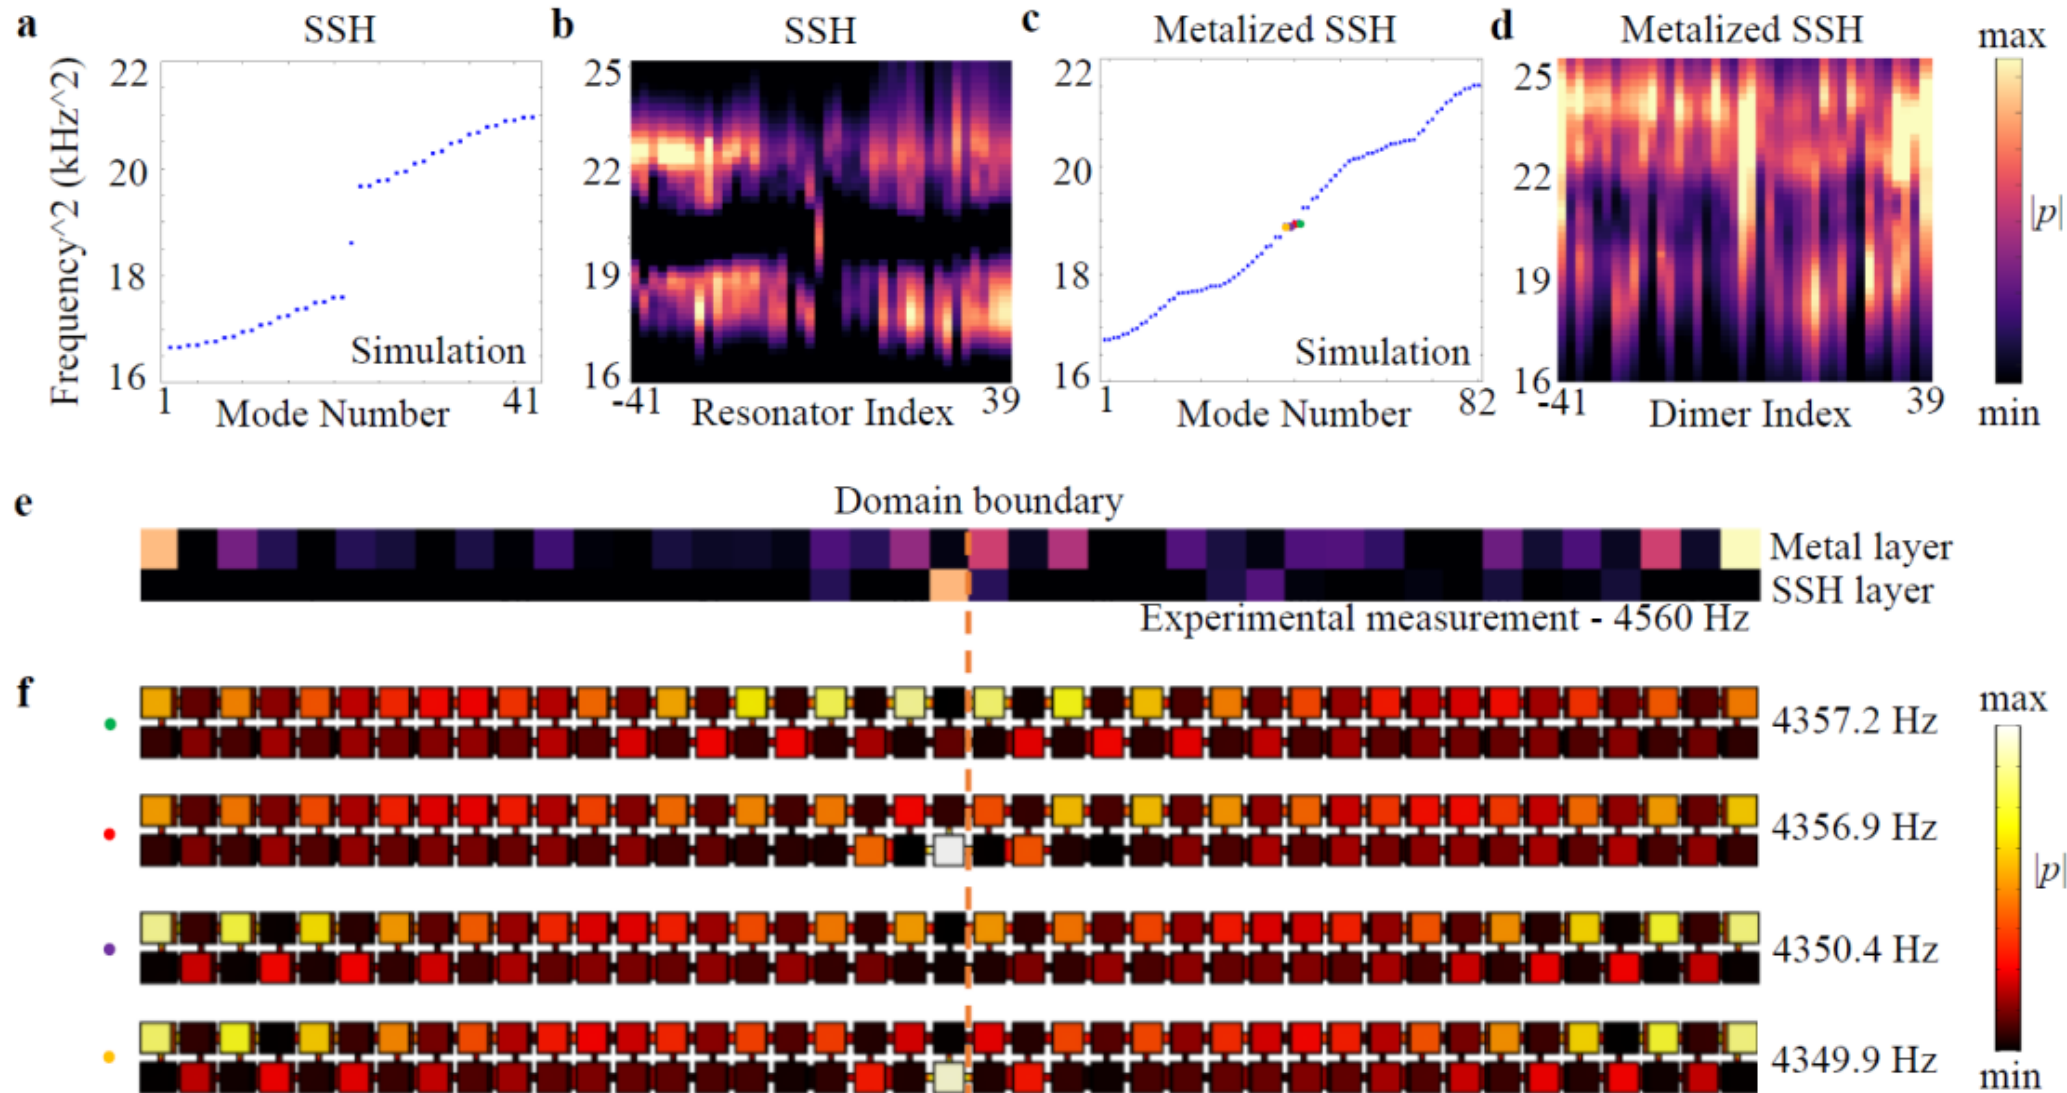 a SSH b SSH c Metalized SSH d Metalized SSH max
Frequency^2 (kHz^2)
22 25 22 25
20 22 20 22
|p|
18 19 18 19
16 16 16 16
Simulation Simulation
1 41 -41 39 1 82 -41 39
Mode Number Resonator Index Mode Number Dimer Index min
e Domain boundary
Metal layer
SSH layer
Experimental measurement - 4560 Hz
f max
4357.2 Hz
4356.9 Hz
|p|
4350.4 Hz
4349.9 Hz
min